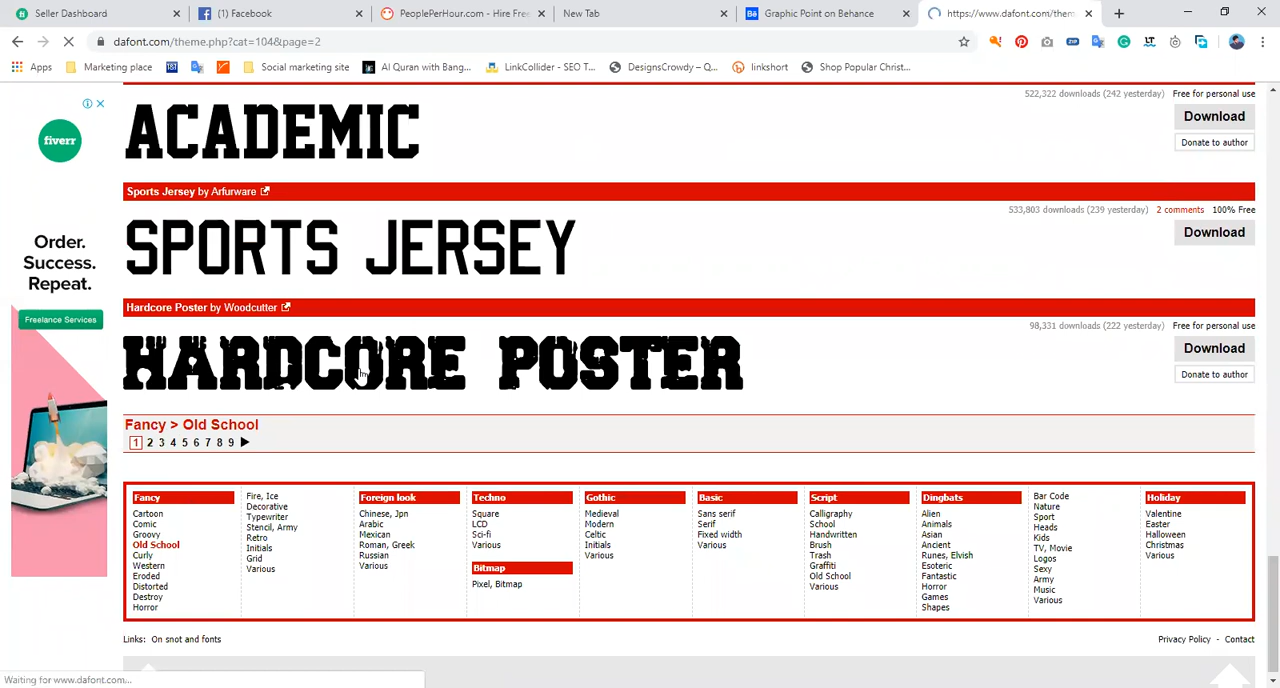 Seller Dashboard
(1) Facebook
PeoplePerHour.com - Hire Free
New Tab
Graphic Point on Behance
https://www.dafont.com/them
dafont.com/theme.php?cat=104&page=2
Apps
Marketing place
Social marketing site
Al Quran with Bang...
LinkCollider - SEO T...
DesignsCrowdy – Q...
linkshort
Shop Popular Christ...
522,322 downloads (242 yesterday) Free for personal use
ACADEMIC
Download
Donate to author
fiverr
Order.
Success.
Repeat.
Freelance Services
Sports Jersey by Arfurware
533,803 downloads (239 yesterday) 2 comments 100% Free
SPORTS JERSEY
Download
Hardcore Poster by Woodcutter
98,331 downloads (222 yesterday) Free for personal use
HARDCORE POSTER
Download
Donate to author
Fancy > Old School
1 2 3 4 5 6 7 8 9
Fancy
Cartoon
Comic
Groovy
Old School
Curly
Western
Eroded
Distorted
Destroy
Horror
Fire, Ice
Decorative
Typewriter
Stencil, Army
Retro
Initials
Grid
Various
Foreign look
Chinese, Jpn
Arabic
Mexican
Roman, Greek
Russian
Various
Techno
Square
LCD
Sci-fi
Various
Bitmap
Pixel, Bitmap
Gothic
Medieval
Modern
Celtic
Initials
Various
Basic
Sans serif
Serif
Fixed width
Various
Script
Calligraphy
School
Handwritten
Brush
Trash
Graffiti
Old School
Various
Dingbats
Alien
Animals
Asian
Ancient
Runes, Elvish
Esoteric
Fantastic
Horror
Games
Shapes
Bar Code
Nature
Sport
Heads
Kids
TV, Movie
Logos
Sexy
Army
Music
Various
Holiday
Valentine
Easter
Halloween
Christmas
Various
Links: On snot and fonts
Privacy Policy - Contact
Waiting for www.dafont.com...